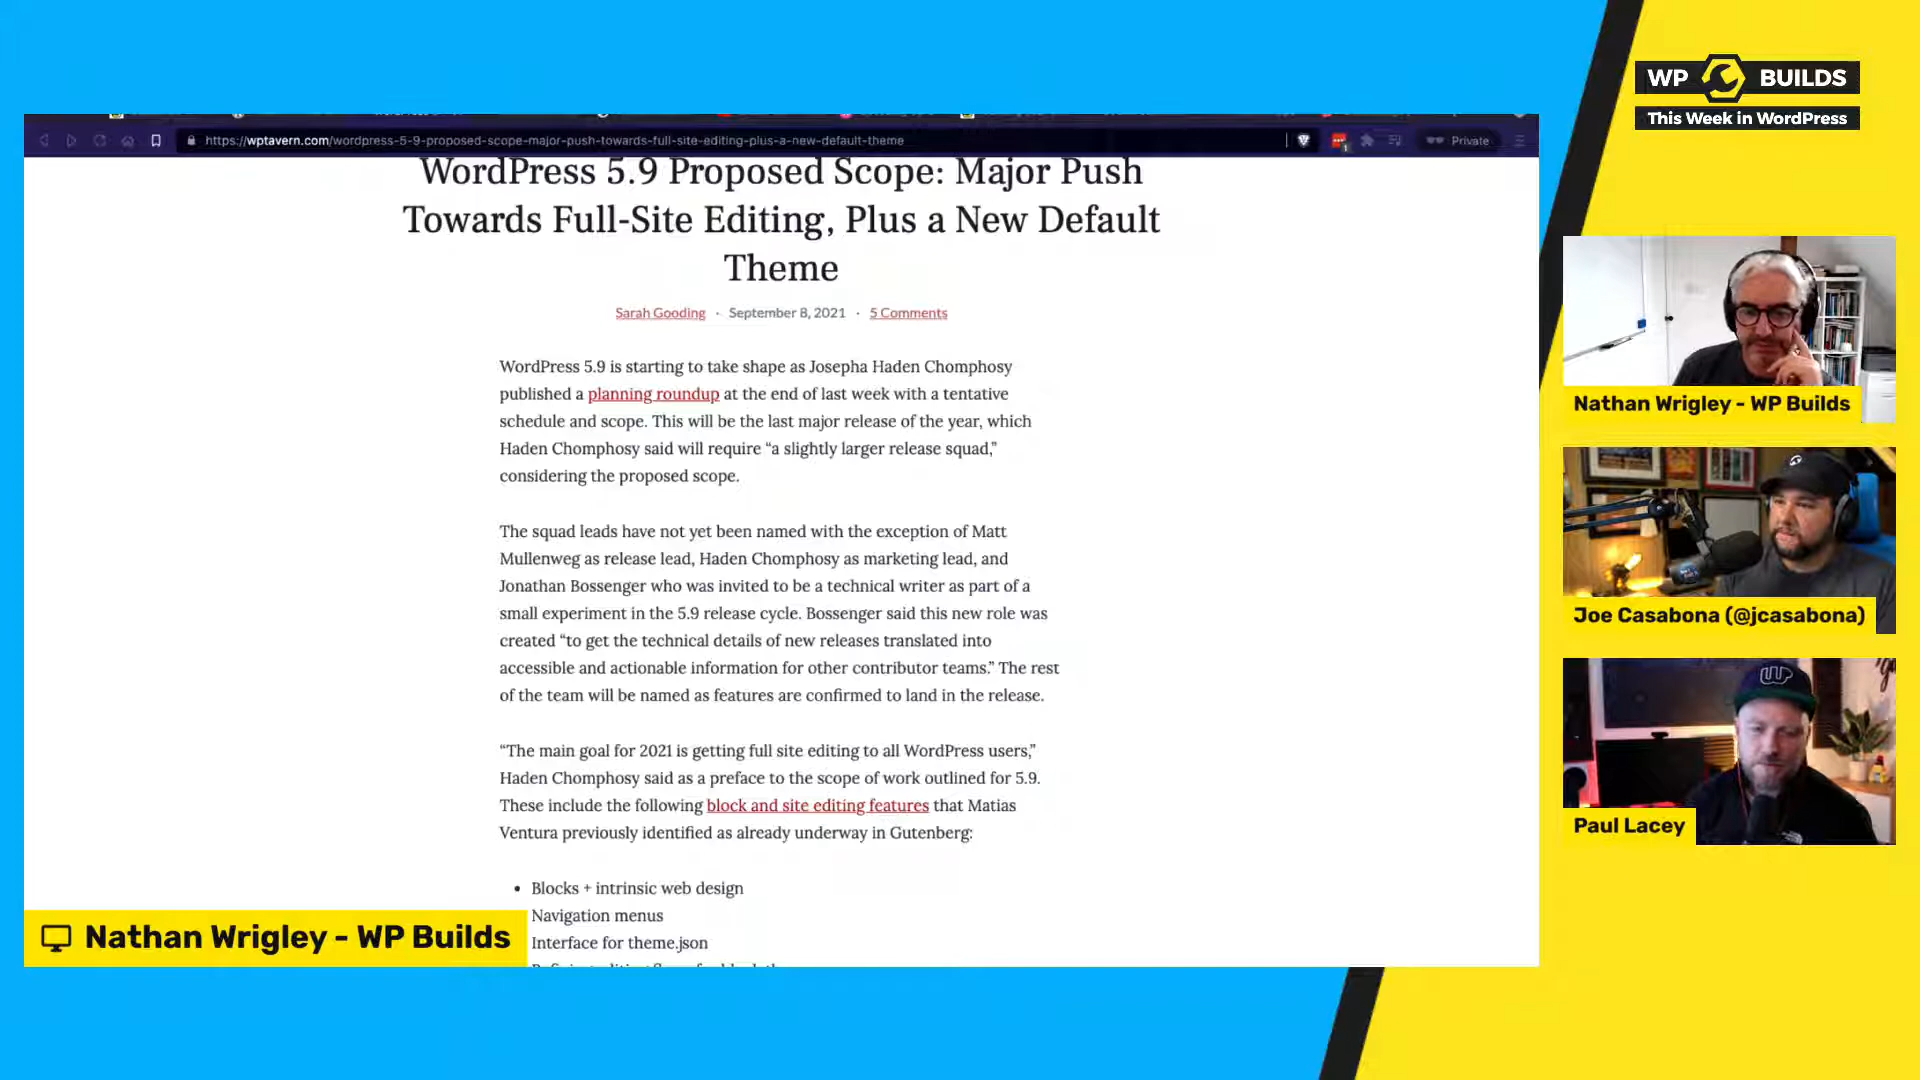 WP BUILDS
This Week in WordPress
https://wptavern.com/wordpress-5-9-proposed-scope-major-push-towards-full-site-editing-plus-a-new-default-theme
1
Private
WordPress 5.9 Proposed Scope: Major Push
Towards Full-Site Editing, Plus a New Default
Theme
Sarah Gooding · September 8, 2021 · 5 Comments
WordPress 5.9 is starting to take shape as Josepha Haden Chomphosy
published a planning roundup at the end of last week with a tentative
schedule and scope. This will be the last major release of the year, which
Haden Chomphosy said will require “a slightly larger release squad,”
considering the proposed scope.
The squad leads have not yet been named with the exception of Matt
Mullenweg as release lead, Haden Chomphosy as marketing lead, and
Jonathan Bossenger who was invited to be a technical writer as part of a
small experiment in the 5.9 release cycle. Bossenger said this new role was
created “to get the technical details of new releases translated into
accessible and actionable information for other contributor teams.” The rest
of the team will be named as features are confirmed to land in the release.
“The main goal for 2021 is getting full site editing to all WordPress users,”
Haden Chomphosy said as a preface to the scope of work outlined for 5.9.
These include the following block and site editing features that Matias
Ventura previously identified as already underway in Gutenberg:
• Blocks + intrinsic web design
Navigation menus
Interface for theme.json
Nathan Wrigley - WP Builds
Nathan Wrigley - WP Builds
Joe Casabona (@jcasabona)
Paul Lacey